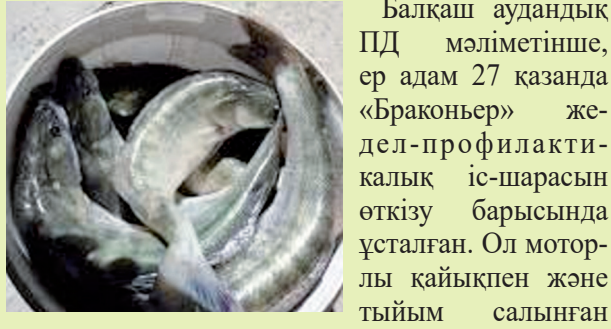 Балқаш аудандық
ПД мәліметінше,
ер адам 27 қазанда
«Браконьер» же-
дел-профилакти-
калық іс-шарасын
өткізу барысында
ұсталған. Ол мотор-
лы қайықпен және
тыйым салынған